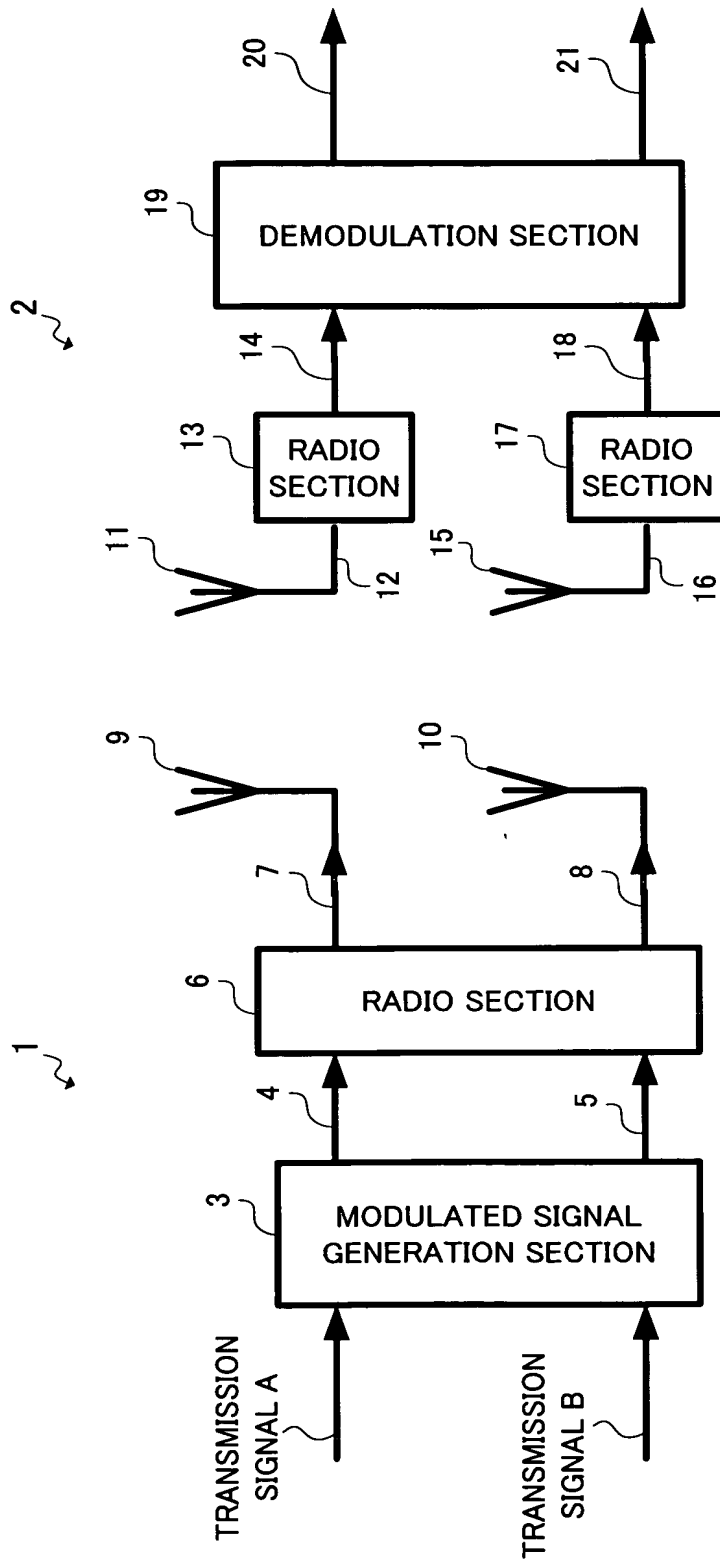 1
TRANSMISSION
SIGNAL A
TRANSMISSION
SIGNAL B
3
MODULATED SIGNAL
GENERATION SECTION
4
5
6
RADIO SECTION
7
8
9
10
2
11
12
13
RADIO
SECTION
14
15
16
17
RADIO
SECTION
18
19
DEMODULATION SECTION
20
21